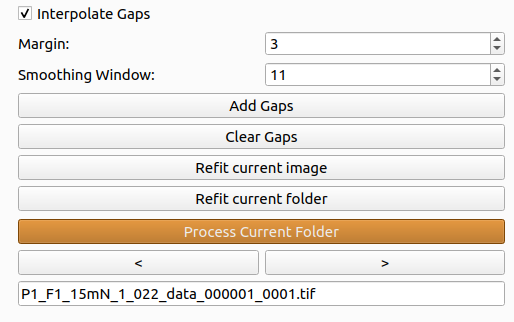 Interpolate Gaps
Margin: 3
Smoothing Window: 11
Add Gaps
Clear Gaps
Refit current image
Refit current folder
Process Current Folder
< >
P1_F1_15mN_1_022_data_000001_0001.tif